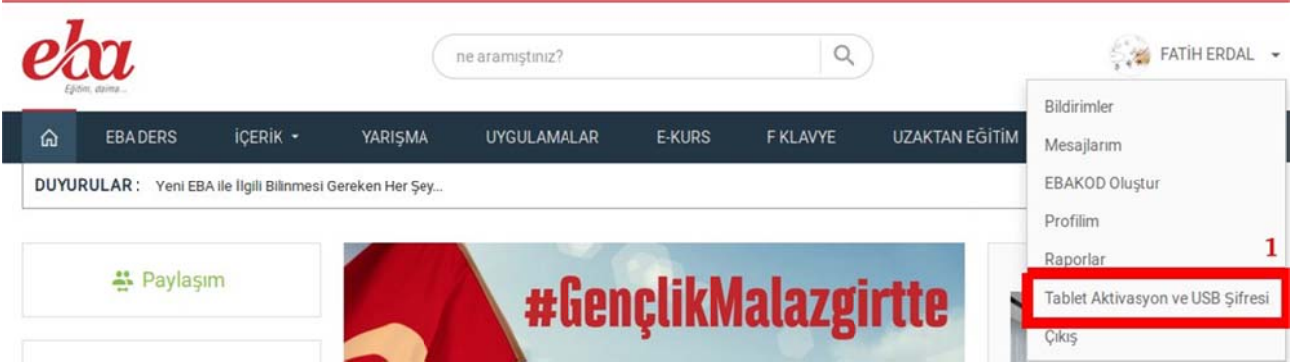 eba
Eğitim, daima...
ne aramıştınız?
FATİH ERDAL
EBA DERS İÇERİK YARIŞMA UYGULAMALAR E-KURS F KLAVYE UZAKTAN EĞİTİM
DUYURULAR : Yeni EBA ile İlgili Bilinmesi Gereken Her Şey...
Bildirimler
Mesajlarım
EBAKOD Oluştur
Profilim
Raporlar
1
Tablet Aktivasyon ve USB Şifresi
Çıkış
Paylaşım
#GençlikMalazgirtte